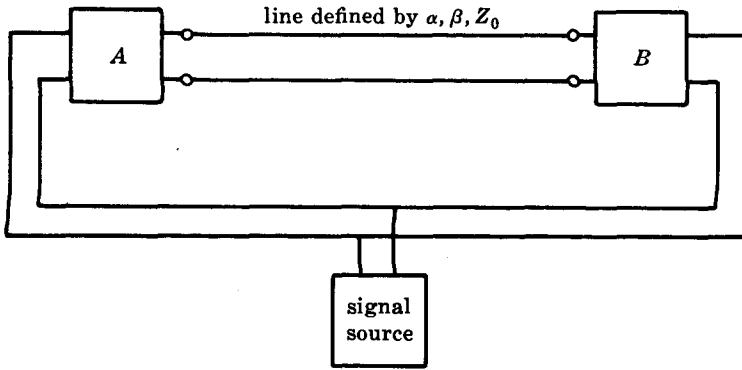 line defined by α, β, Z₀
A
B
signal
source